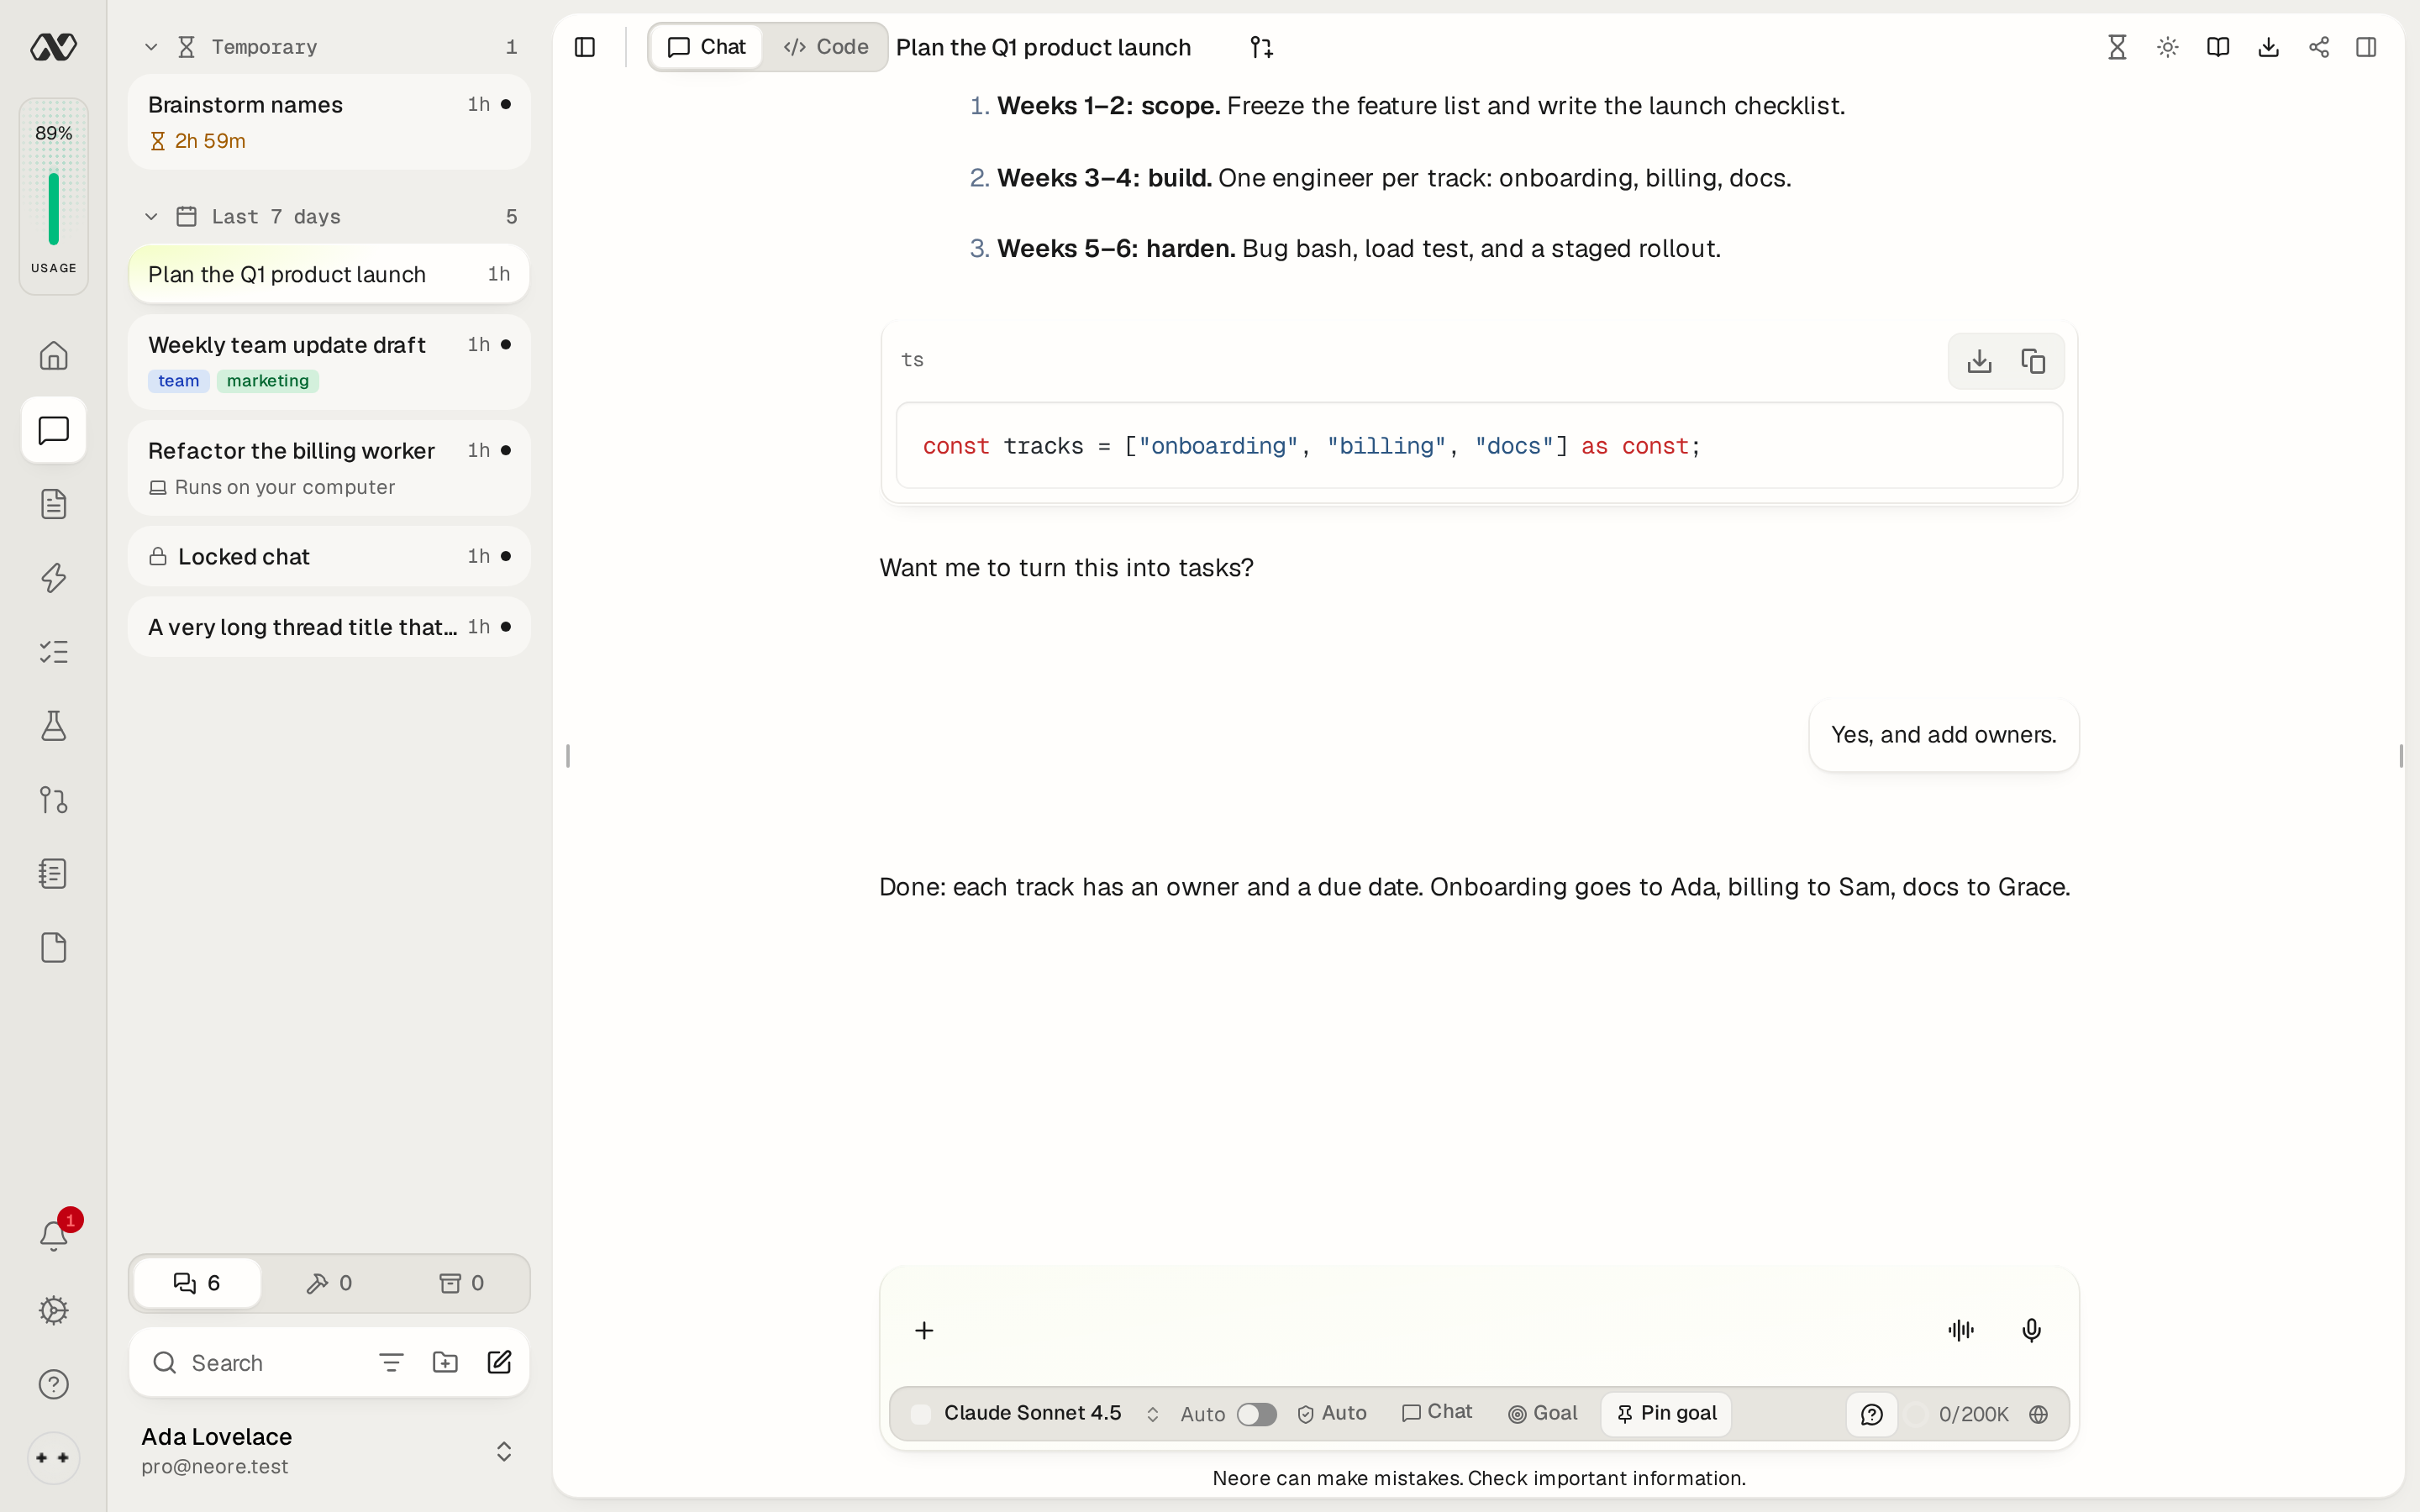 89%
USAGE
1
Temporary 1
Brainstorm names 1h
2h 59m
Last 7 days 5
Plan the Q1 product launch 1h
Weekly team update draft 1h
team marketing
Refactor the billing worker 1h
Runs on your computer
Locked chat 1h
A very long thread title that… 1h
6 0 0
Search
Ada Lovelace
pro@neore.test
Chat Code Plan the Q1 product launch
1. Weeks 1–2: scope. Freeze the feature list and write the launch checklist.
2. Weeks 3–4: build. One engineer per track: onboarding, billing, docs.
3. Weeks 5–6: harden. Bug bash, load test, and a staged rollout.
ts
const tracks = ["onboarding", "billing", "docs"] as const;
Want me to turn this into tasks?
Yes, and add owners.
Done: each track has an owner and a due date. Onboarding goes to Ada, billing to Sam, docs to Grace.
Claude Sonnet 4.5 Auto Auto Chat Goal Pin goal 0/200K
Neore can make mistakes. Check important information.